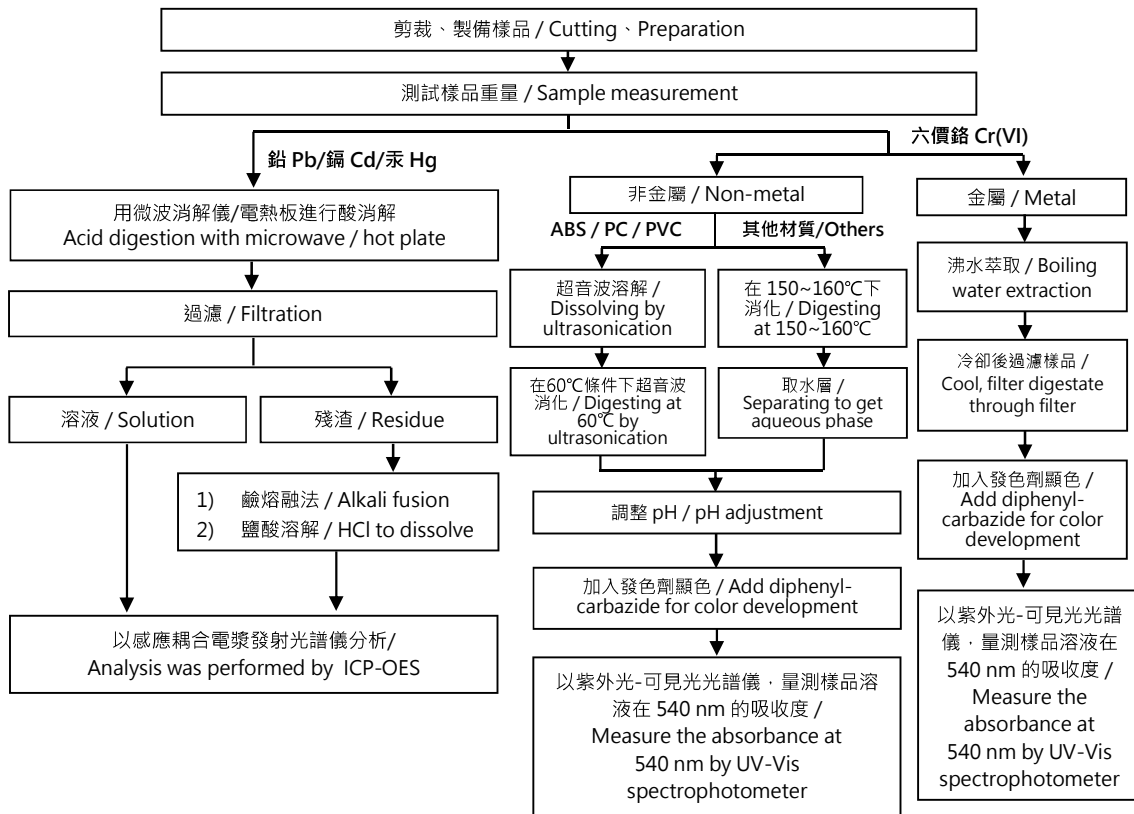 剪裁、製備樣品 / Cutting、Preparation
測試樣品重量 / Sample measurement
鉛 Pb/鎘 Cd/汞 Hg
用微波消解儀/電熱板進行酸消解
Acid digestion with microwave / hot plate
過濾 / Filtration
溶液 / Solution
殘渣 / Residue
1) 鹼熔融法 / Alkali fusion
2) 鹽酸溶解 / HCl to dissolve
以感應耦合電漿發射光譜儀分析/
Analysis was performed by ICP-OES
六價鉻 Cr(VI)
非金屬 / Non-metal
ABS / PC / PVC
超音波溶解 /
Dissolving by
ultrasonication
在60℃條件下超音波
消化 / Digesting at
60℃ by
ultrasonication
其他材質/Others
在 150~160℃下
消化 / Digesting
at 150~160℃
取水層 /
Separating to get
aqueous phase
調整 pH / pH adjustment
加入發色劑顯色 / Add diphenyl-
carbazide for color development
以紫外光-可見光光譜儀，量測樣品溶
液在 540 nm 的吸收度 /
Measure the absorbance at
540 nm by UV-Vis
spectrophotometer
金屬 / Metal
沸水萃取 / Boiling
water extraction
冷卻後過濾樣品 /
Cool, filter digestate
through filter
加入發色劑顯色 /
Add diphenyl-
carbazide for color
development
以紫外光-可見光光譜
儀，量測樣品溶液在
540 nm 的吸收度 /
Measure the
absorbance at
540 nm by UV-Vis
spectrophotometer